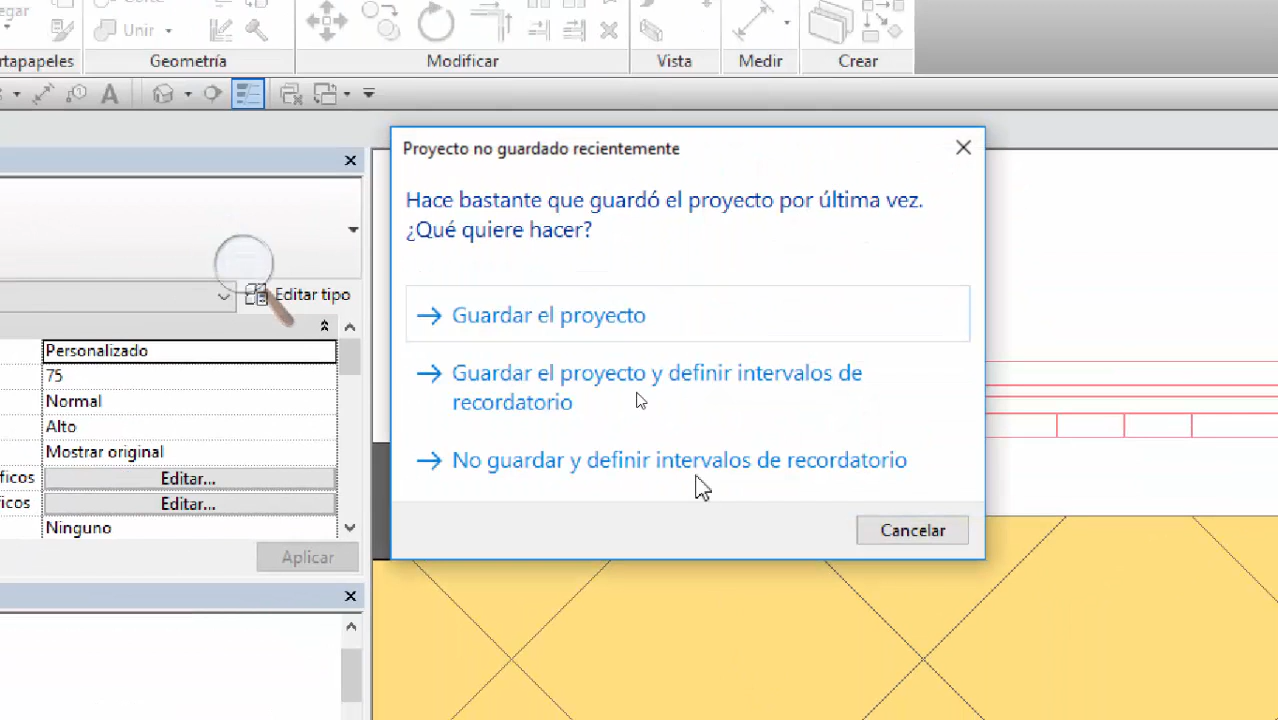 Unir
Geometría
Modificar
Vista
Medir
Crear
A
Proyecto no guardado recientemente
Hace bastante que guardó el proyecto por última vez.
¿Qué quiere hacer?
Guardar el proyecto
Guardar el proyecto y definir intervalos de
recordatorio
No guardar y definir intervalos de recordatorio
Cancelar
Editar tipo
Personalizado
75
Normal
Alto
Mostrar original
Editar...
Editar...
Ninguno
Aplicar